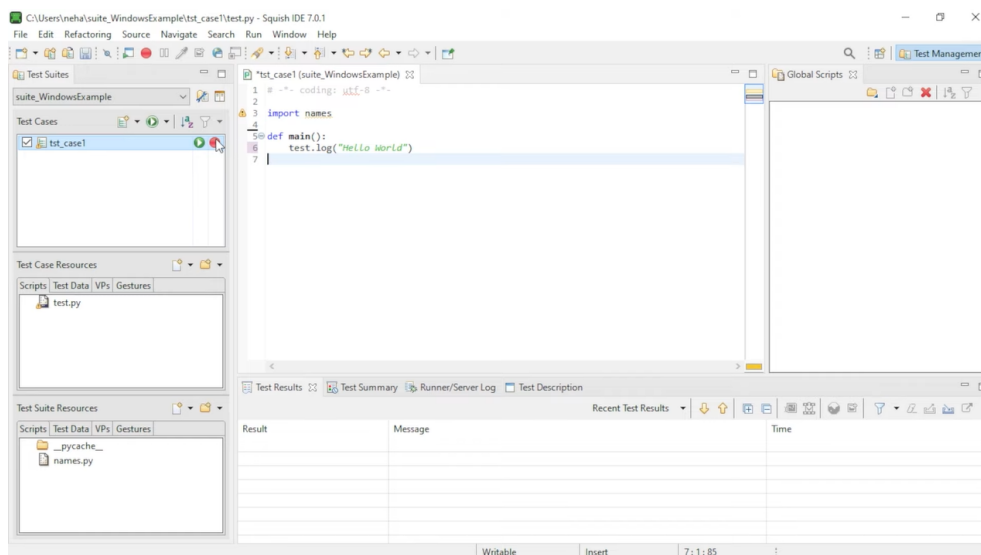 C:\Users\neha\suite_WindowsExample\tst_case1\test.py - Squish IDE 7.0.1
File Edit Refactoring Source Navigate Search Run Window Help
Test Managemer
Test Suites
*tst_case1 (suite_WindowsExample)
Global Scripts
suite_WindowsExample
Test Cases
tst_case1
1 # -*- coding: utf-8 -*-
2
3 import names
4
5 def main():
6 test.log("Hello World")
7
Test Case Resources
Scripts Test Data VPs Gestures
test.py
Test Suite Resources
Scripts Test Data VPs Gestures
__pycache__
names.py
Test Results Test Summary Runner/Server Log Test Description
Recent Test Results
Result Message Time
Writable Insert 7:1:85